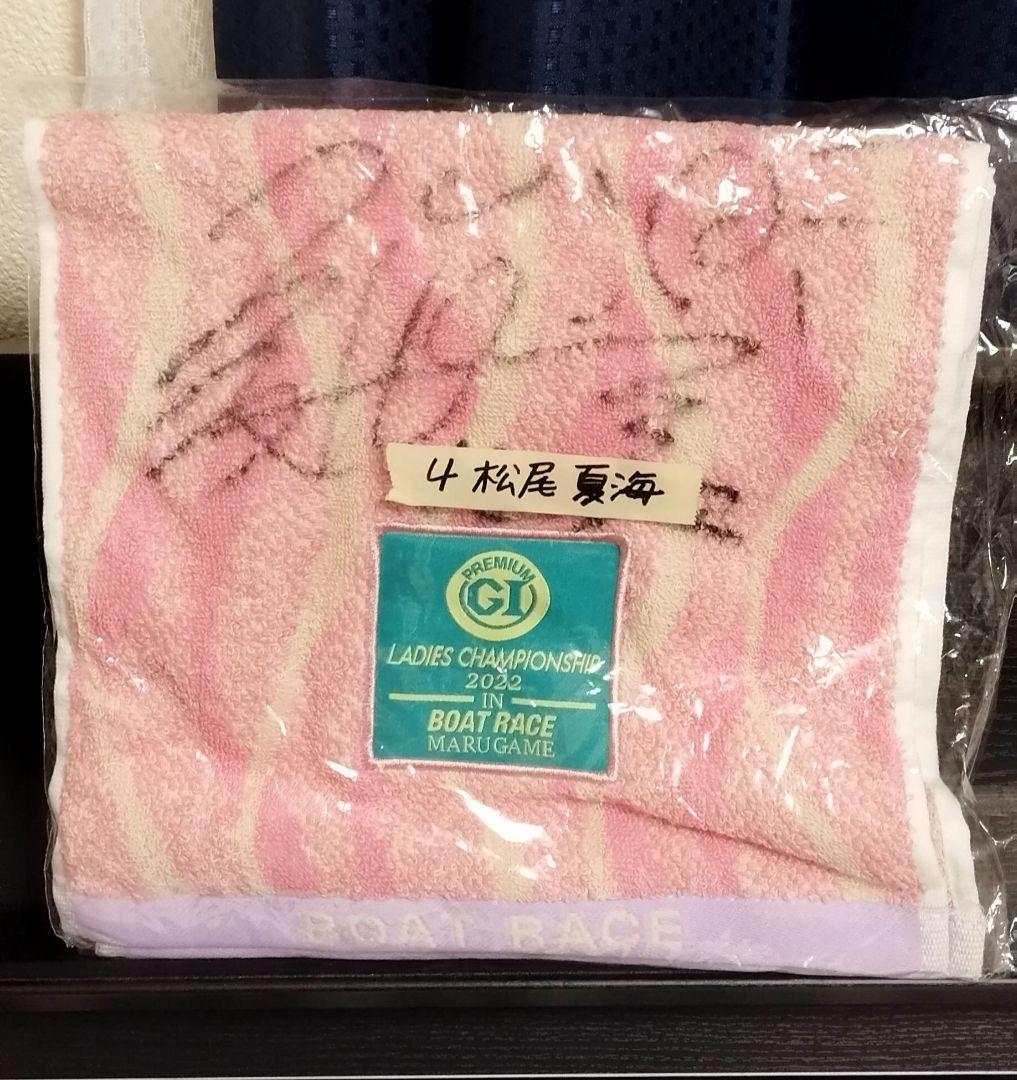 4 松尾 夏海
PREMIUM
GI
LADIES CHAMPIONSHIP
2022
IN
BOAT RACE
MARUGAME
BOAT RACE